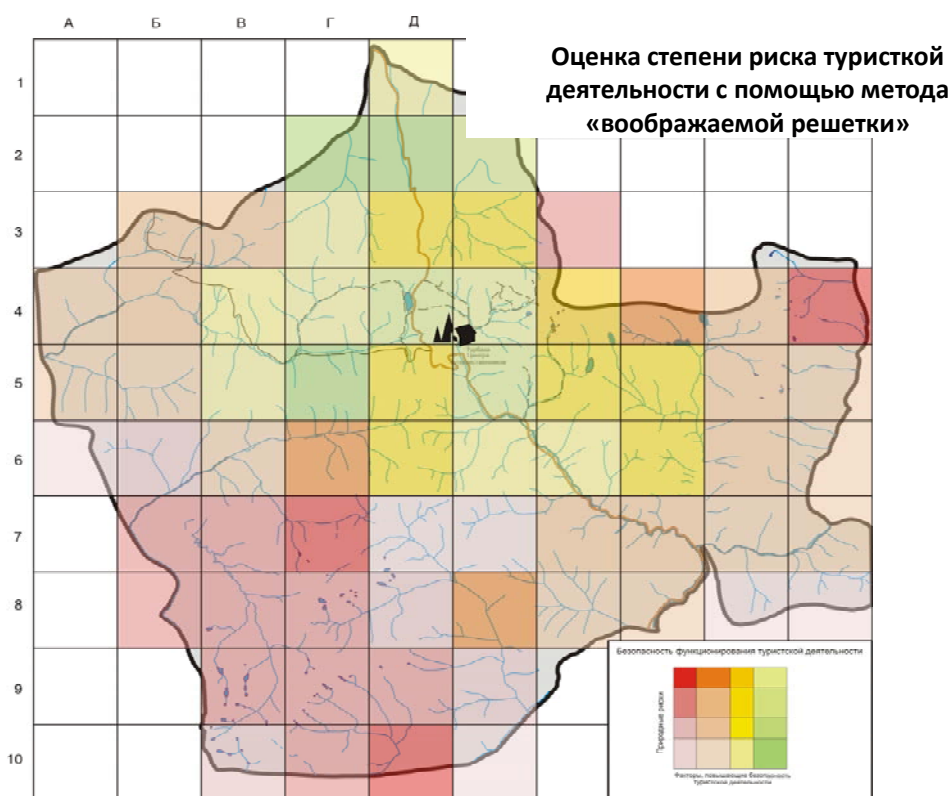 Оценка степени риска туристкой
деятельности с помощью метода
«воображаемой решетки»
А Б В Г Д
1
2
3
4
5
6
7
8
9
10
Безопасность функционирования туристской деятельности
Природные риски
Факторы, повышающие безопасность
туристской деятельности